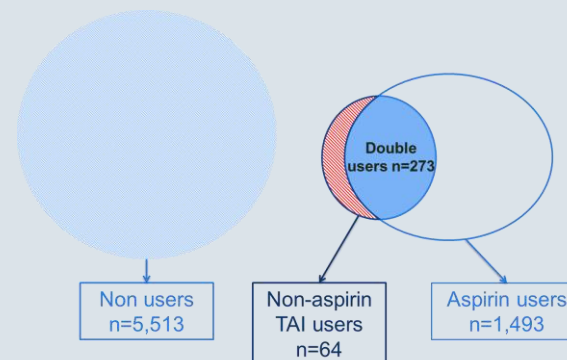 Double
users n=273
Non users
n=5,513
Non-aspirin
TAI users
n=64
Aspirin users
n=1,493